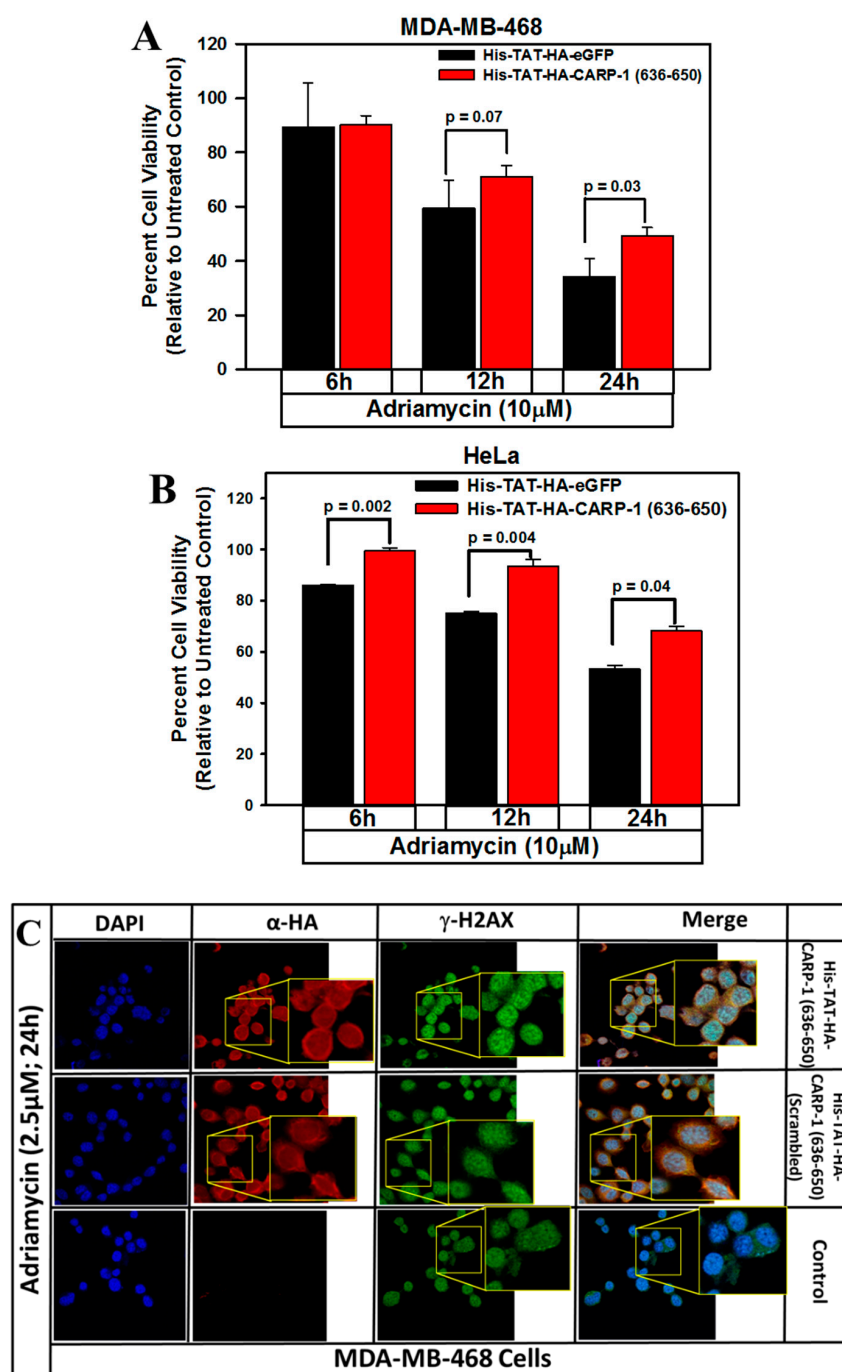 A
MDA-MB-468
His-TAT-HA-eGFP
His-TAT-HA-CARP-1 (636-650)
Percent Cell Viability
(Relative to Untreated Control)
120
100
80
60
40
20
0
p = 0.07
p = 0.03
6h
12h
24h
Adriamycin (10μM)
B
HeLa
His-TAT-HA-eGFP
His-TAT-HA-CARP-1 (636-650)
Percent Cell Viability
(Relative to Untreated Control)
120
100
80
60
40
20
0
p = 0.002
p = 0.004
p = 0.04
6h
12h
24h
Adriamycin (10μM)
C
DAPI
α-HA
γ-H2AX
Merge
Adriamycin (2.5μM; 24h)
His-TAT-HA-
CARP-1 (636-650)
His-TAT-HA-
CARP-1 (636-650)
(Scrambled)
Control
MDA-MB-468 Cells